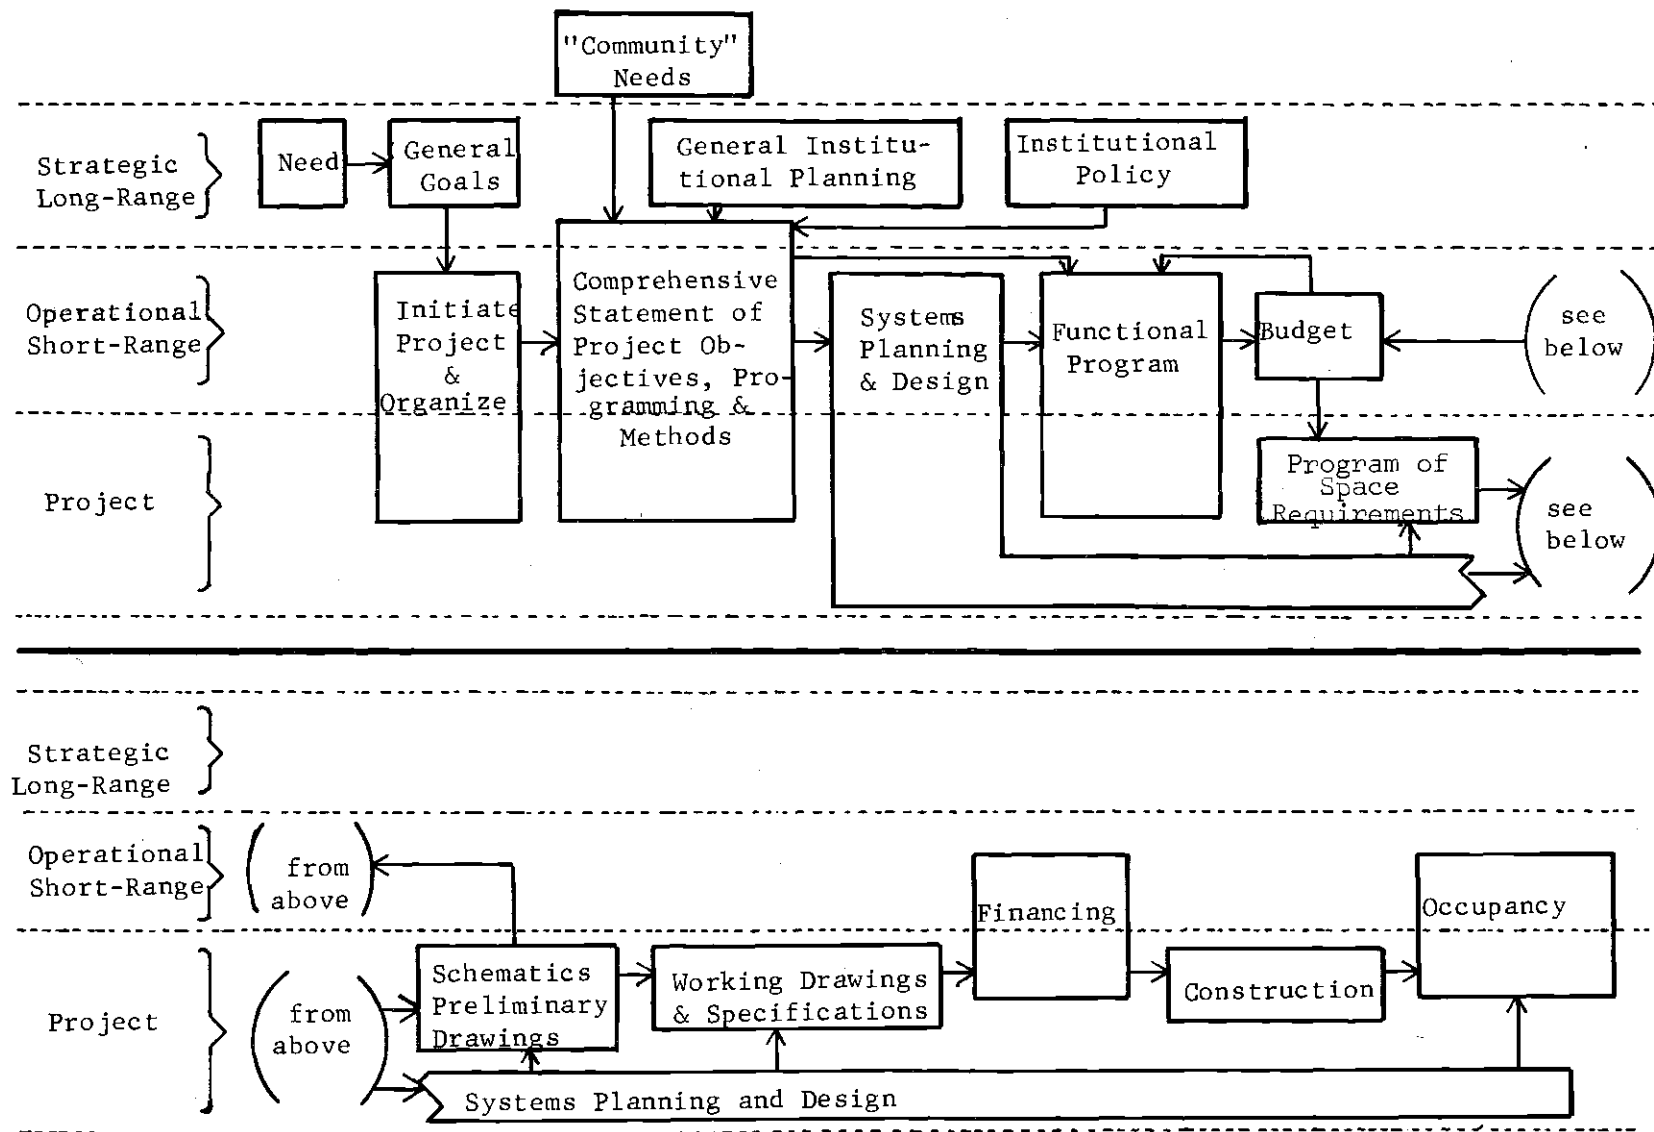 "Community"
Needs
Strategic
Long-Range
Need
General
Goals
General Institu-
tional Planning
Institutional
Policy
Operational
Short-Range
Initiate
Project
&
Organize
Comprehensive
Statement of
Project Ob-
jectives, Pro-
gramming &
Methods
Systems
Planning
& Design
Functional
Program
Budget
see
below
Project
Program of
Space
Requirements
see
below
Strategic
Long-Range
Operational
Short-Range
from
above
Financing
Occupancy
Project
from
above
Schematics
Preliminary
Drawings
Working Drawings
& Specifications
Construction
Systems Planning and Design